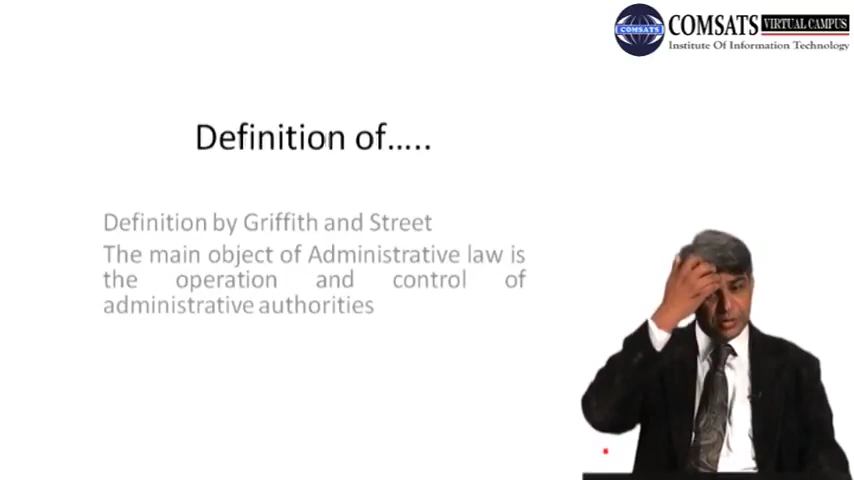 COMSATS VIRTUAL CAMPUS
COMSATS
Institute Of Information Technology
Definition of.....
Definition by Griffith and Street
The main object of Administrative law is
the operation and control of
administrative authorities